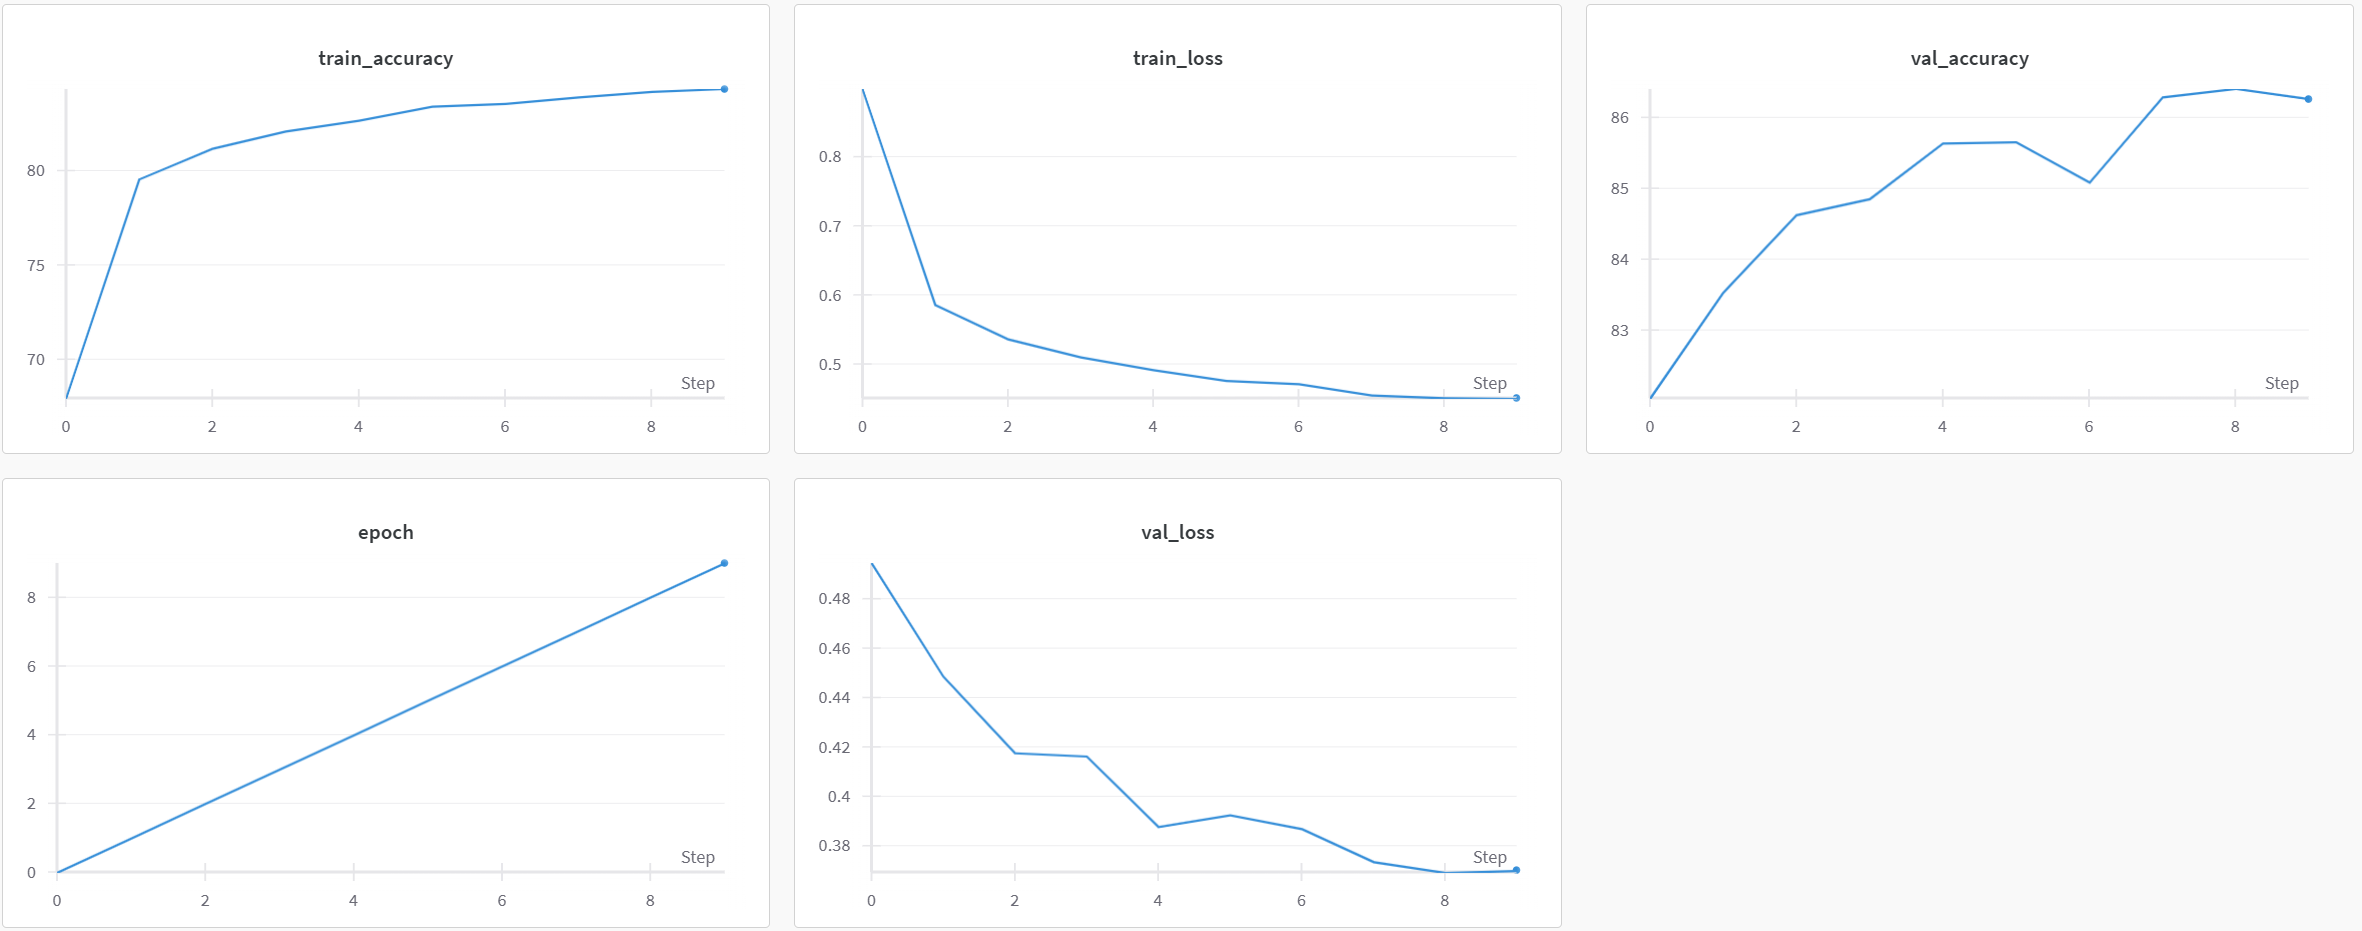 train_accuracy
80
75
70
Step
0 2 4 6 8
train_loss
0.8
0.7
0.6
0.5
Step
0 2 4 6 8
val_accuracy
86
85
84
83
Step
0 2 4 6 8
epoch
8
6
4
2
0
Step
0 2 4 6 8
val_loss
0.48
0.46
0.44
0.42
0.4
0.38
Step
0 2 4 6 8